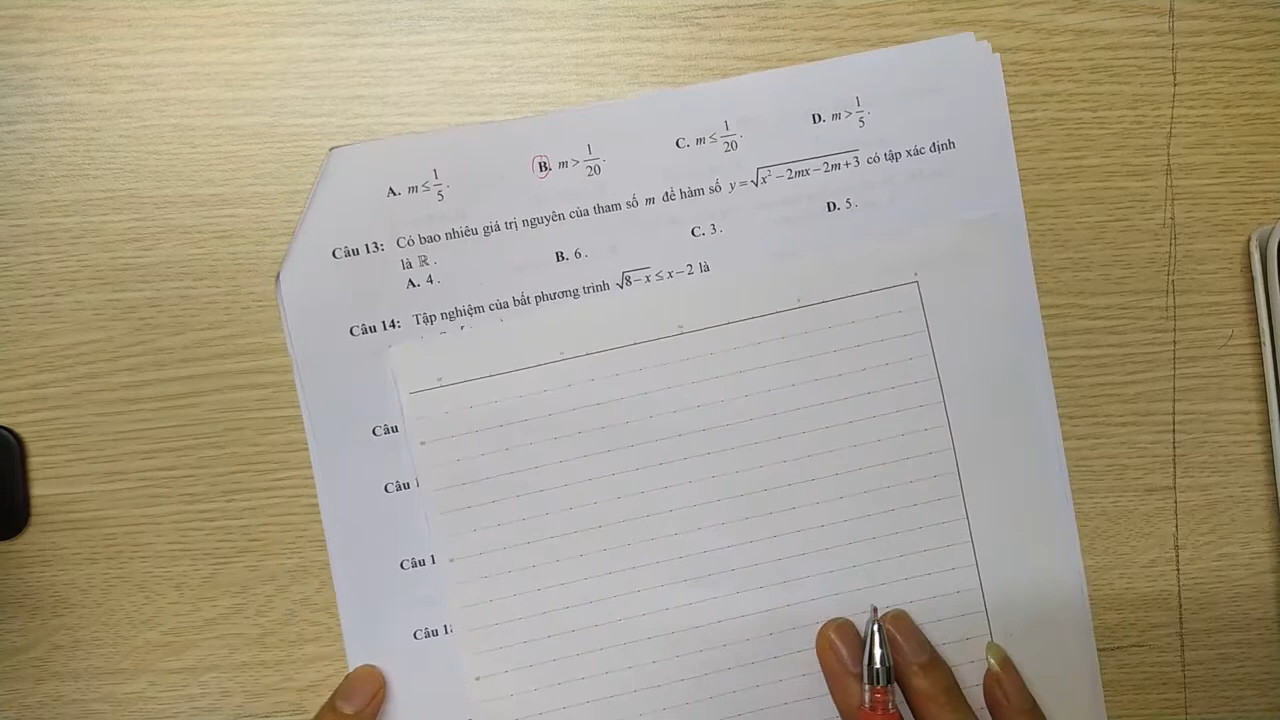 A. m ≤ 1/5. B. m > 1/20. C. m ≤ 1/20. D. m > 1/5.
Câu 13: Có bao nhiêu giá trị nguyên của tham số m để hàm số y = √(x² − 2mx − 2m + 3) có tập xác định
là ℝ.
A. 4. B. 6. C. 3. D. 5.
Câu 14: Tập nghiệm của bất phương trình √(8−x) ≤ x − 2 là
Câu
Câu
Câu 1
Câu 1